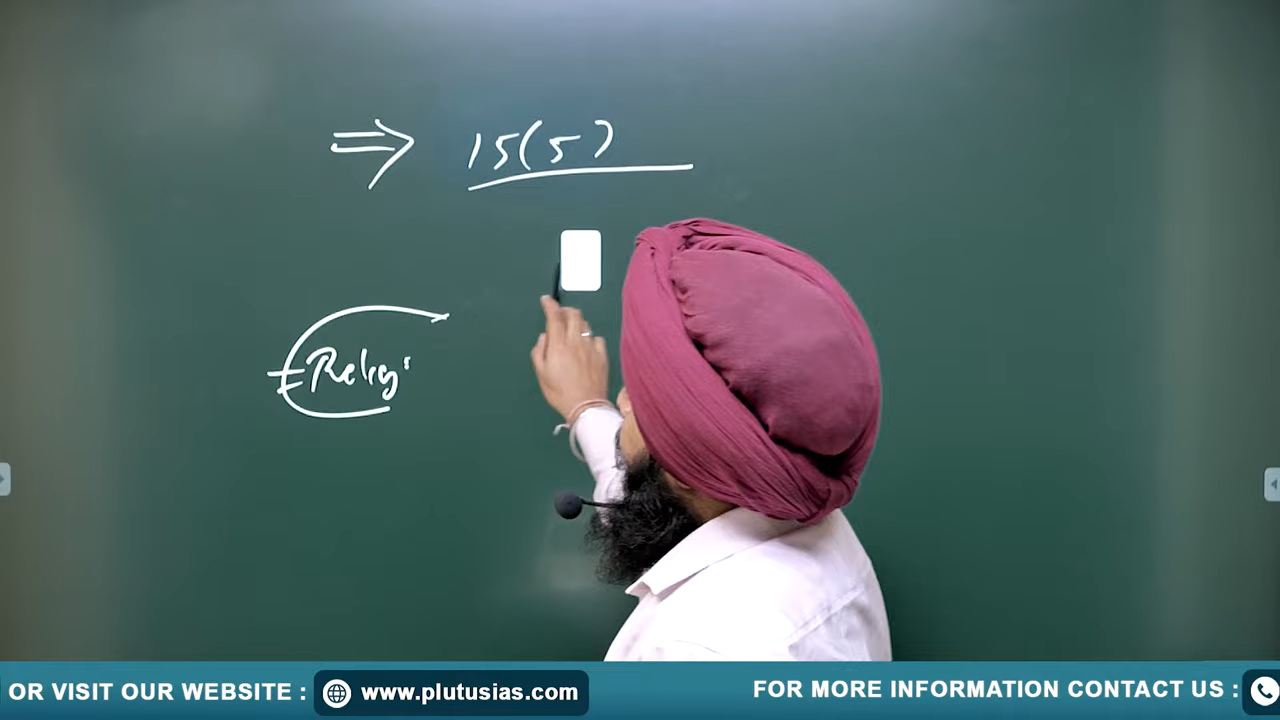 ⇒ 15(5)
Relig
OR VISIT OUR WEBSITE : www.plutusias.com
FOR MORE INFORMATION CONTACT US :